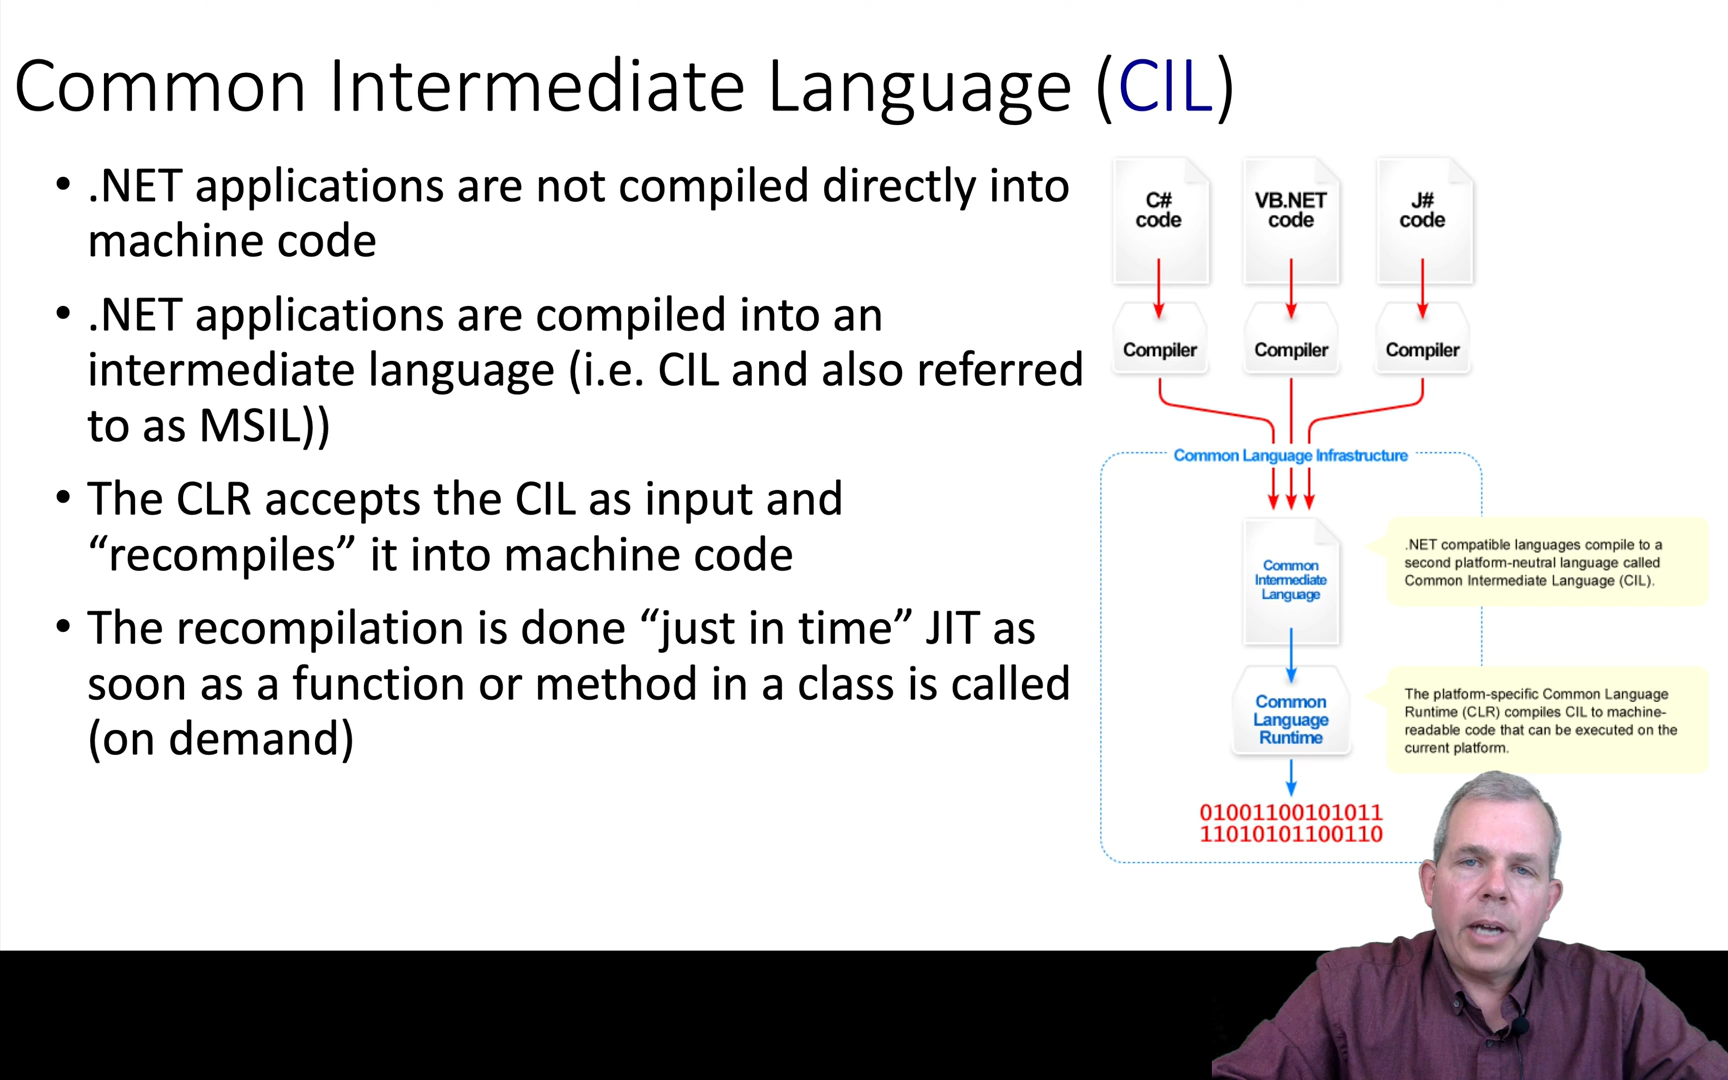 Common Intermediate Language (CIL)
• .NET applications are not compiled directly into
machine code
• .NET applications are compiled into an
intermediate language (i.e. CIL and also referred
to as MSIL))
• The CLR accepts the CIL as input and
“recompiles” it into machine code
• The recompilation is done “just in time” JIT as
soon as a function or method in a class is called
(on demand)
C#
code
VB.NET
code
J#
code
Compiler
Compiler
Compiler
Common Language Infrastructure
Common
Intermediate
Language
.NET compatible languages compile to a
second platform-neutral language called
Common Intermediate Language (CIL).
Common
Language
Runtime
The platform-specific Common Language
Runtime (CLR) compiles CIL to machine-
readable code that can be executed on the
current platform.
01001100101011
11010101100110